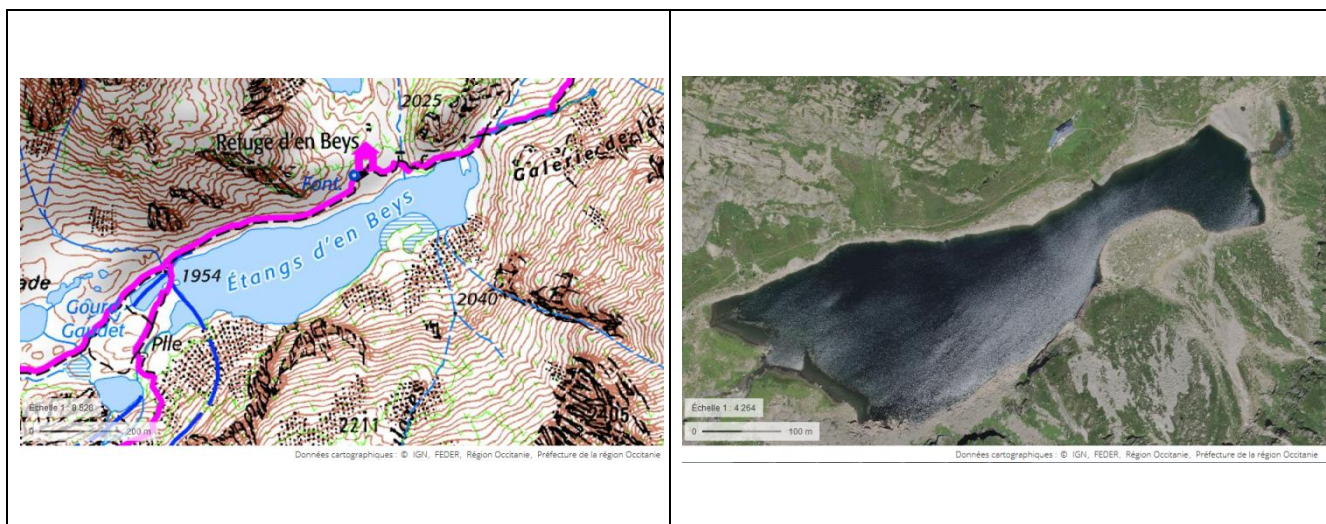 2025
Refuge d'en Beys
Font.
Galerie de la
Étangs d'en Beys
1954
ade
Gourg
Gaudet
Plle
2040
2211
Échelle 1 : 8 528
0 200 m
Données cartographiques : © IGN, FEDER, Région Occitanie, Préfecture de la région Occitanie
Échelle 1 : 4 264
0 100 m
Données cartographiques : © IGN, FEDER, Région Occitanie, Préfecture de la région Occitanie